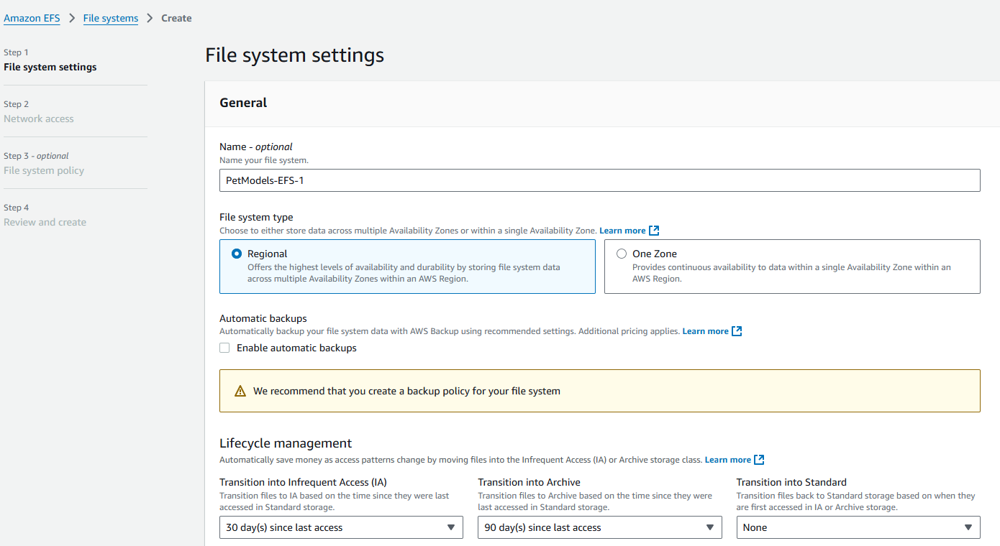 Amazon EFS > File systems > Create
Step 1
File system settings
Step 2
Network access
Step 3 - optional
File system policy
Step 4
Review and create
File system settings
General
Name - optional
Name your file system.
PetModels-EFS-1
File system type
Choose to either store data across multiple Availability Zones or within a single Availability Zone. Learn more
Regional
Offers the highest levels of availability and durability by storing file system data
across multiple Availability Zones within an AWS Region.
One Zone
Provides continuous availability to data within a single Availability Zone within an
AWS Region.
Automatic backups
Automatically backup your file system data with AWS Backup using recommended settings. Additional pricing applies. Learn more
Enable automatic backups
We recommend that you create a backup policy for your file system
Lifecycle management
Automatically save money as access patterns change by moving files into the Infrequent Access (IA) or Archive storage class. Learn more
Transition into Infrequent Access (IA)
Transition files to IA based on the time since they were last
accessed in Standard storage.
30 day(s) since last access
Transition into Archive
Transition files to Archive based on the time since they were
last accessed in Standard storage.
90 day(s) since last access
Transition into Standard
Transition files back to Standard storage based on when they
are first accessed in IA or Archive storage.
None